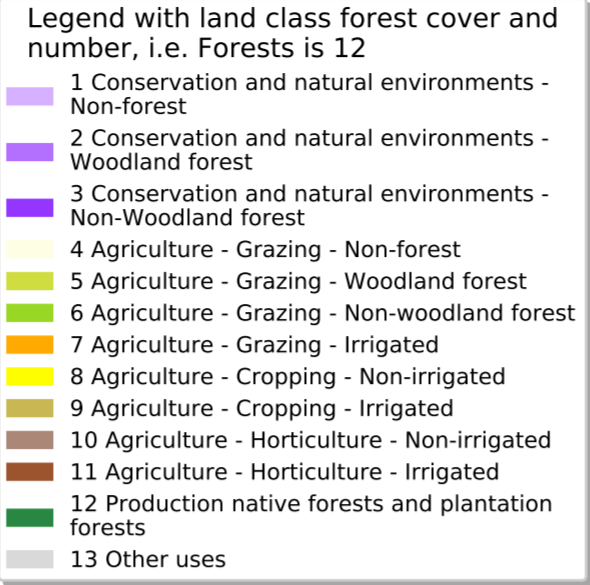 Legend with land class forest cover and
number, i.e. Forests is 12
1 Conservation and natural environments -
Non-forest
2 Conservation and natural environments -
Woodland forest
3 Conservation and natural environments -
Non-Woodland forest
4 Agriculture - Grazing - Non-forest
5 Agriculture - Grazing - Woodland forest
6 Agriculture - Grazing - Non-woodland forest
7 Agriculture - Grazing - Irrigated
8 Agriculture - Cropping - Non-irrigated
9 Agriculture - Cropping - Irrigated
10 Agriculture - Horticulture - Non-irrigated
11 Agriculture - Horticulture - Irrigated
12 Production native forests and plantation
forests
13 Other uses